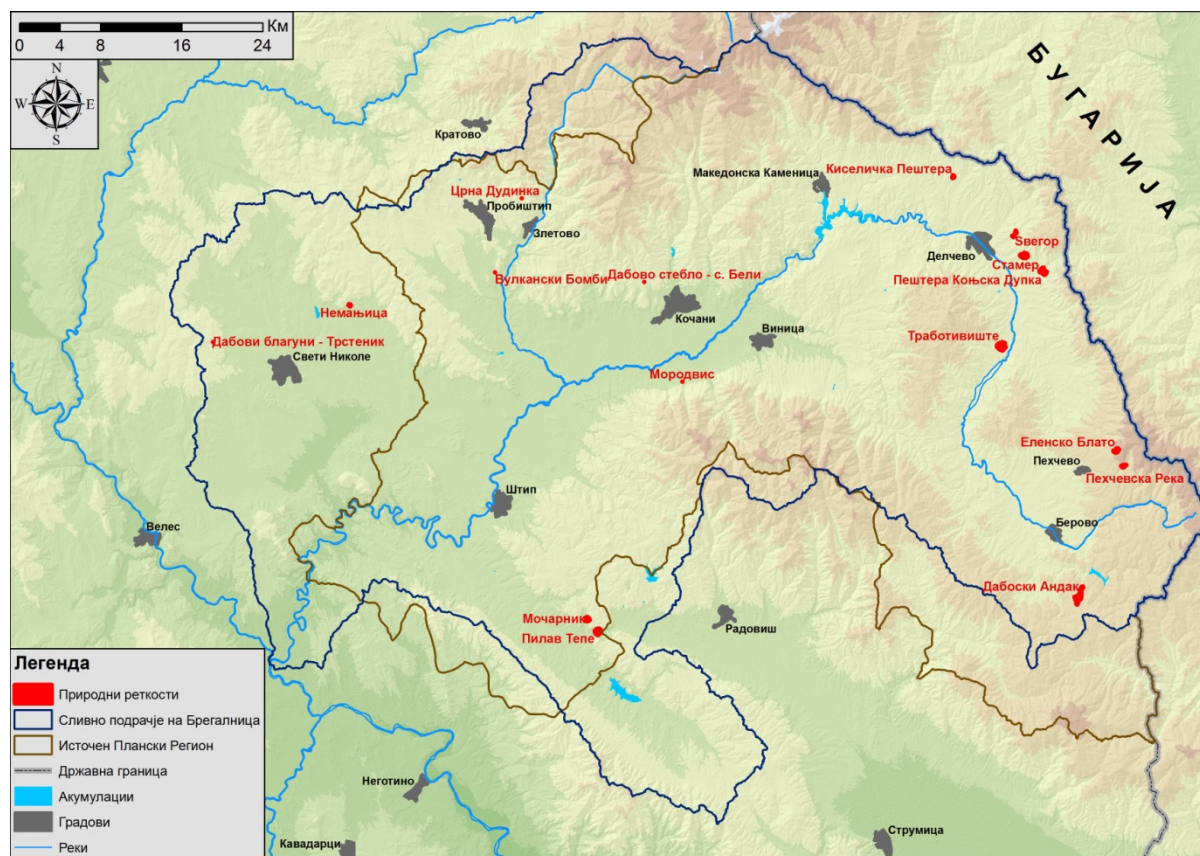 Км
0 4 8 16 24
N
W E
S
БУГАРИЈА
Кратово
Македонска Каменица
Киселичка Пештера
Црна Дудинка
Пробиштип
Злетово
Ѕвегор
Делчево
Стамер
Пештера Коњска Дупка
Вулкански Бомби
Дабово стебло - с. Бели
Немањица
Кочани
Виница
Дабови благуни - Трстеник
Свети Николе
Тработивиште
Мородвис
Еленско Блато
Пехчево
Пехчевска Река
Штип
Велес
Берово
Дабоски Андак
Мочарник
Радовиш
Пилав Тепе
Неготино
Струмица
Кавадарци
Легенда
Природни реткости
Сливно подрачје на Брегалница
Источен Плански Регион
Државна граница
Акумулации
Градови
Реки